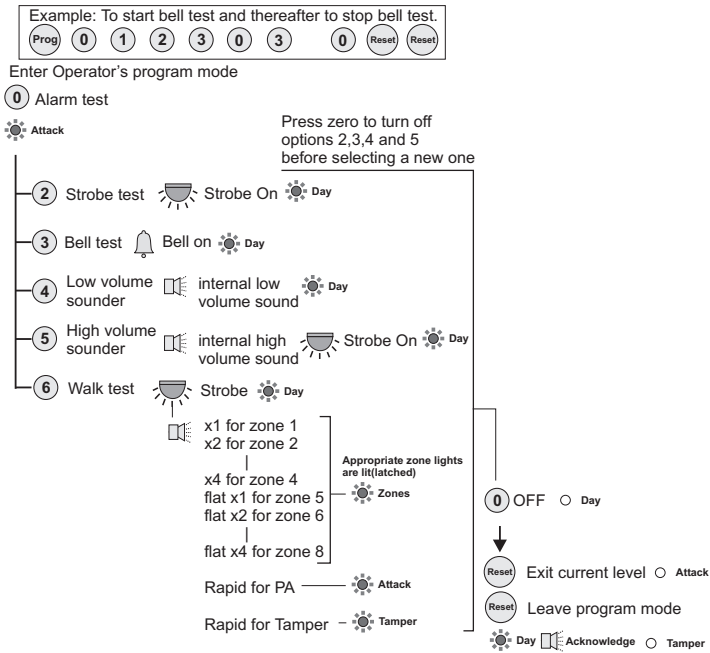 Example: To start bell test and thereafter to stop bell test.
Prog 0 1 2 3 0 3 0 Reset Reset
Enter Operator's program mode
0 Alarm test
Attack
Press zero to turn off
options 2,3,4 and 5
before selecting a new one
2 Strobe test Strobe On Day
3 Bell test Bell on Day
4 Low volume
sounder
internal low
volume sound
Day
5 High volume
sounder
internal high
volume sound
Strobe On Day
6 Walk test Strobe Day
x1 for zone 1
x2 for zone 2
x4 for zone 4
flat x1 for zone 5
flat x2 for zone 6
flat x4 for zone 8
Appropriate zone lights
are lit(latched)
Zones
Rapid for PA Attack
Rapid for Tamper Tamper
0 OFF Day
Reset Exit current level Attack
Reset Leave program mode
Day Acknowledge Tamper